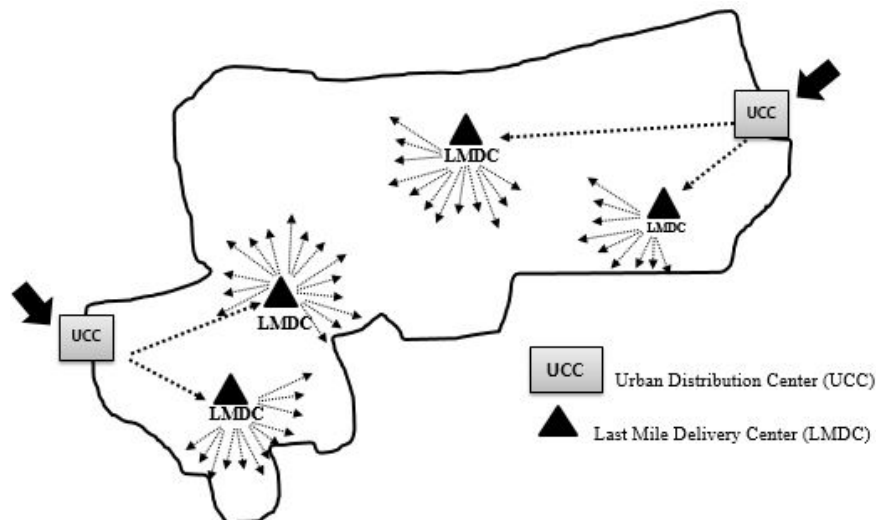 UCC
LMDC
LMDC
LMDC
UCC
LMDC
UCC Urban Distribution Center (UCC)
Last Mile Delivery Center (LMDC)